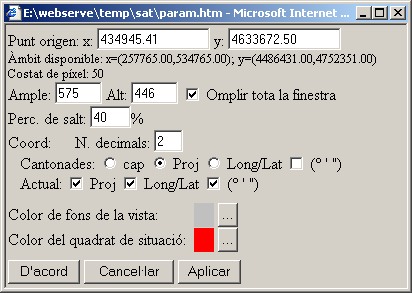 E:\webserve\temp\sat\param.htm - Microsoft Internet ...
Punt origen: x: 434945.41 y: 4633672.50
Àmbit disponible: x=(257765.00,534765.00); y=(4486431.00,4752351.00)
Costat de píxel: 50
Ample: 575 Alt: 446 Omplir tota la finestra
Perc. de salt: 40 %
Coord: N. decimals: 2
Cantonades: cap Proj Long/Lat (º ' ")
Actual: Proj Long/Lat (º ' ")
Color de fons de la vista: ...
Color del quadrat de situació: ...
D'acord Cancel·lar Aplicar